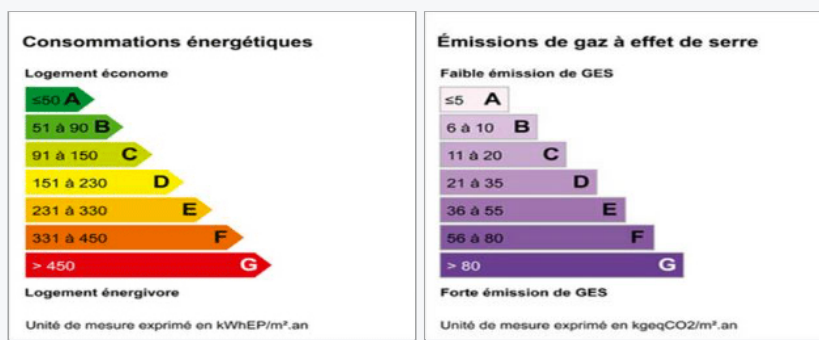 Consommations énergétiques
Logement économe
≤50 A
51 à 90 B
91 à 150 C
151 à 230 D
231 à 330 E
331 à 450 F
> 450 G
Logement énergivore
Unité de mesure exprimé en kWhEP/m².an
Émissions de gaz à effet de serre
Faible émission de GES
≤5 A
6 à 10 B
11 à 20 C
21 à 35 D
36 à 55 E
56 à 80 F
> 80 G
Forte émission de GES
Unité de mesure exprimé en kgeqCO2/m².an